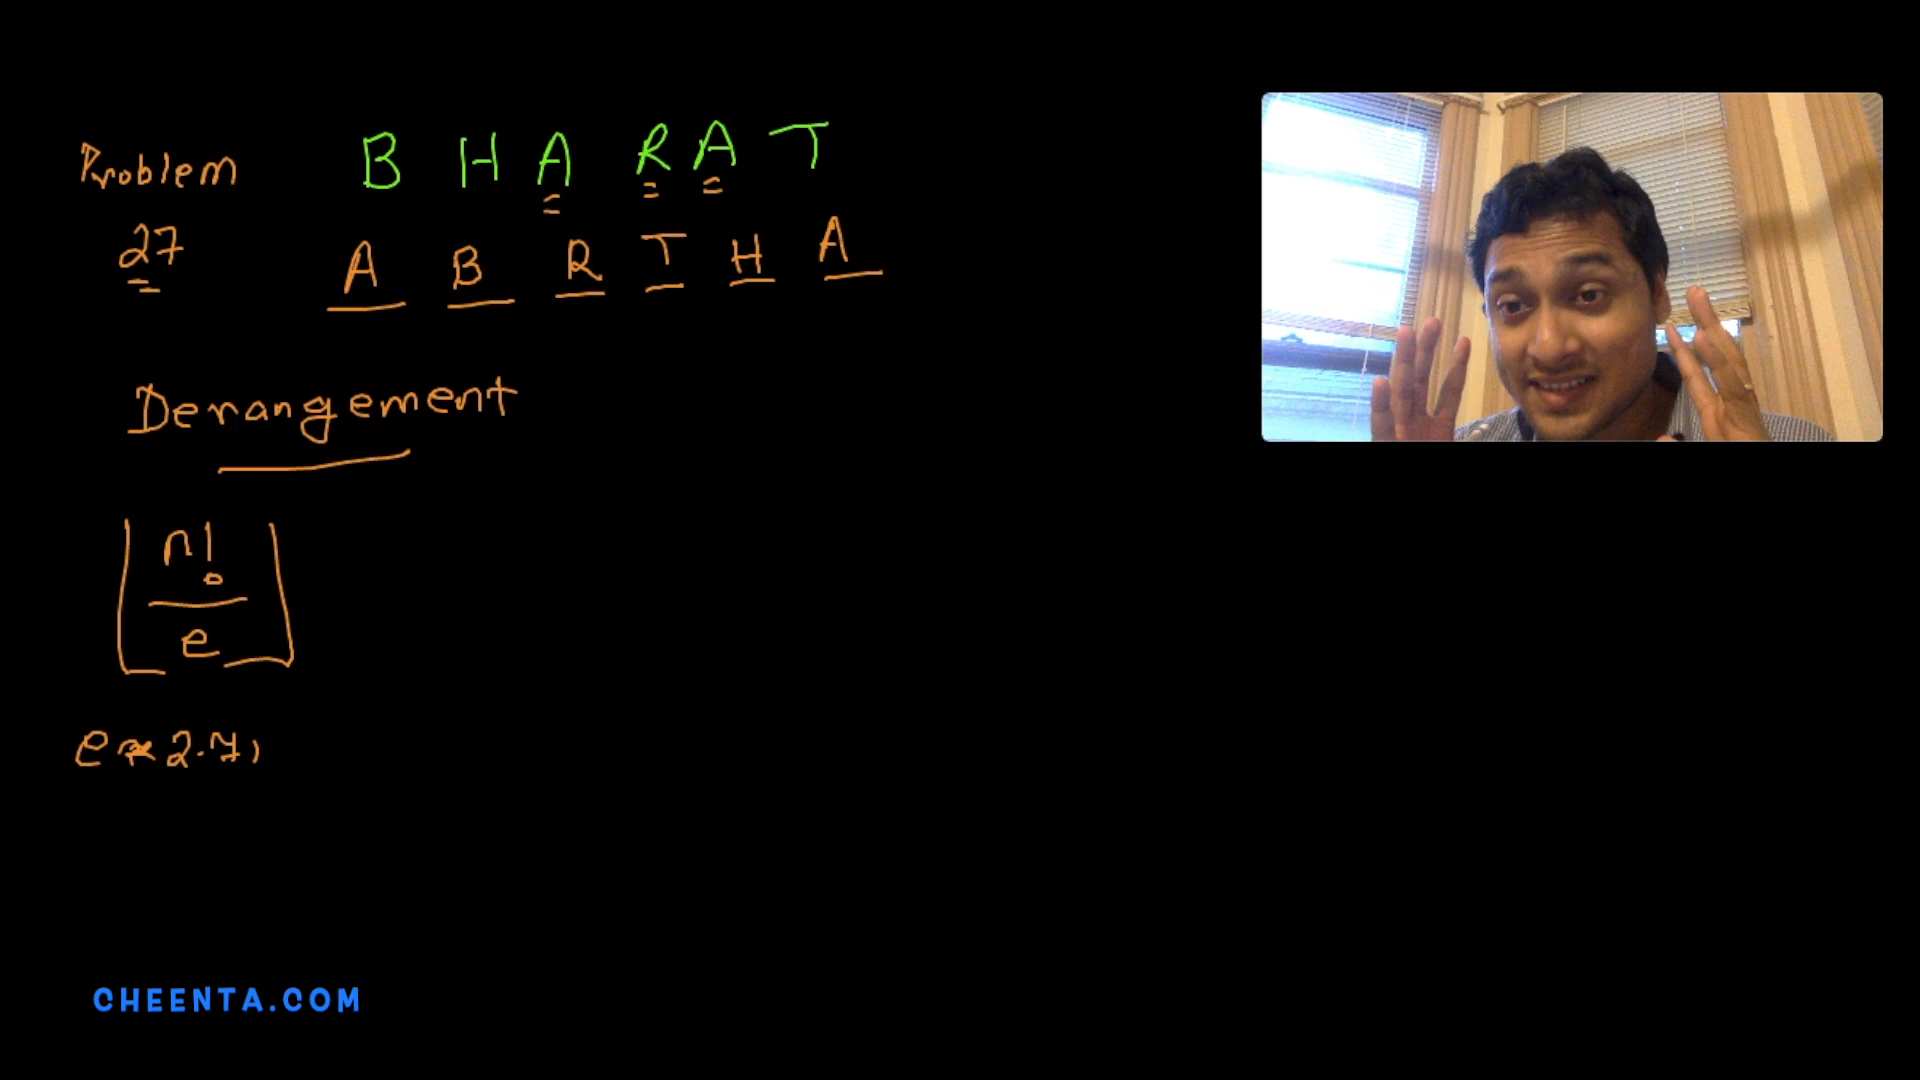 Problem
27
B H A R A T
A B R T H A
Derangement
n!
e
e ≈ 2.71
CHEENTA.COM